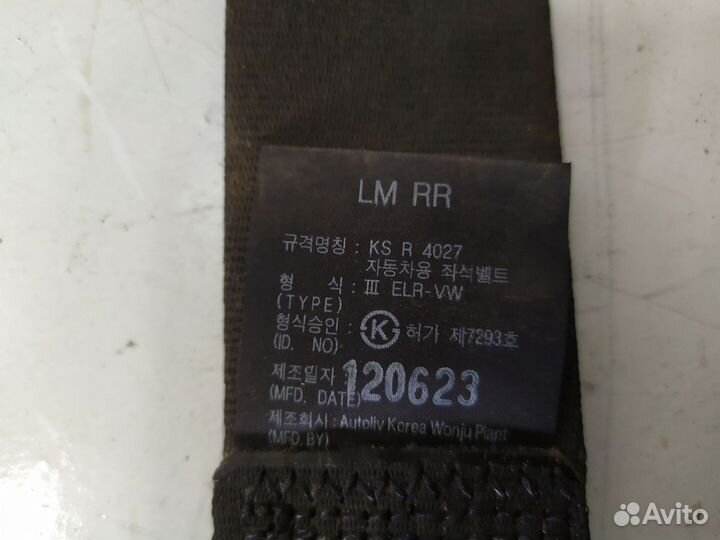 LM RR
규격명칭 : KS R 4027
자동차용 좌석벨트
형 식 : III ELR-VW
(TYPE)
형식승인 : K 허가 제7293호
(ID. NO)
제조일자 : 120623
(MFD. DATE)
제조회사 : Autoliv Korea Wonju Plant
(MFD.BY)
Avito